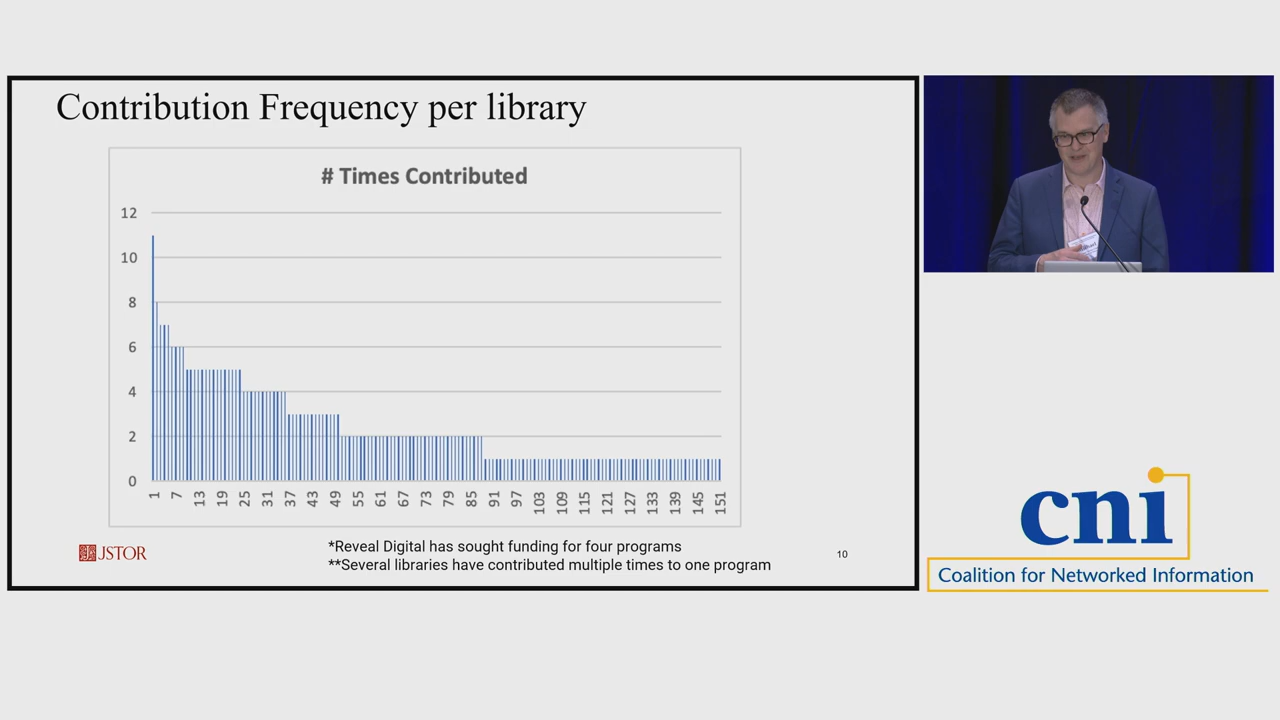 Contribution Frequency per library
# Times Contributed
12
10
8
6
4
2
0
1 7 13 19 25 31 37 43 49 55 61 67 73 79 85 91 97 103 109 115 121 127 133 139 145 151
JSTOR
*Reveal Digital has sought funding for four programs
**Several libraries have contributed multiple times to one program
10
cni
Coalition for Networked Information